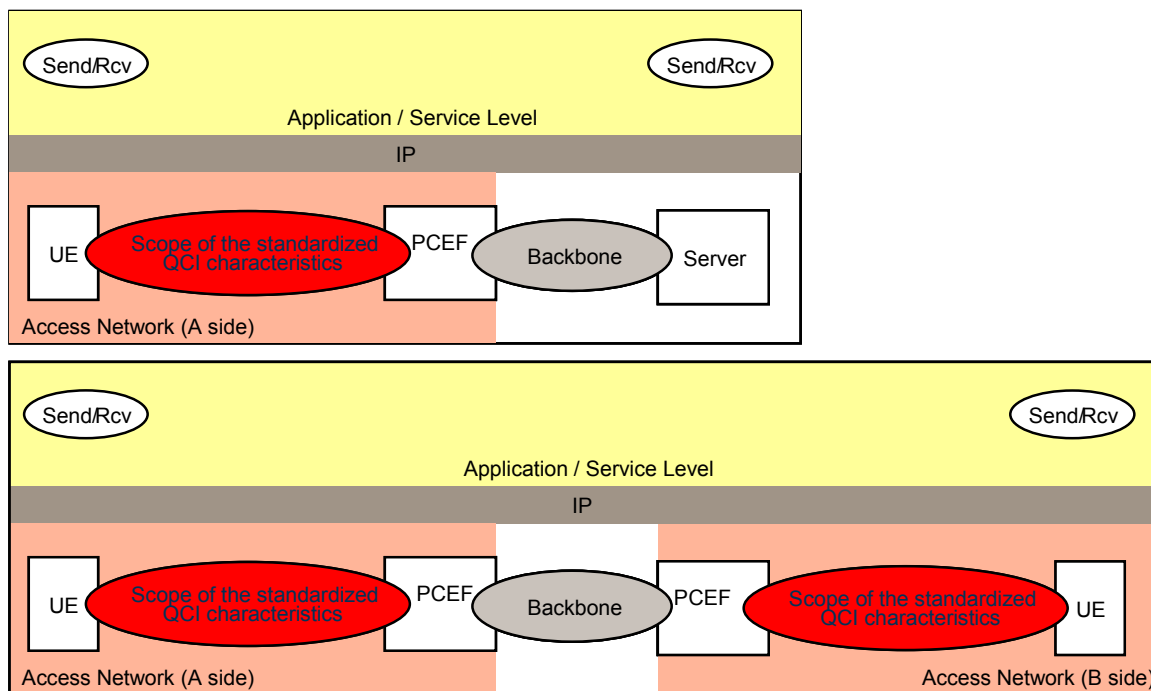 Send/Rcv
Send/Rcv
Application / Service Level
IP
UE
Scope of the standardized
QCI characteristics
PCEF
Backbone
Server
Access Network (A side)
Send/Rcv
Send/Rcv
Application / Service Level
IP
UE
Scope of the standardized
QCI characteristics
PCEF
Backbone
PCEF
Scope of the standardized
QCI characteristics
UE
Access Network (A side)
Access Network (B side)